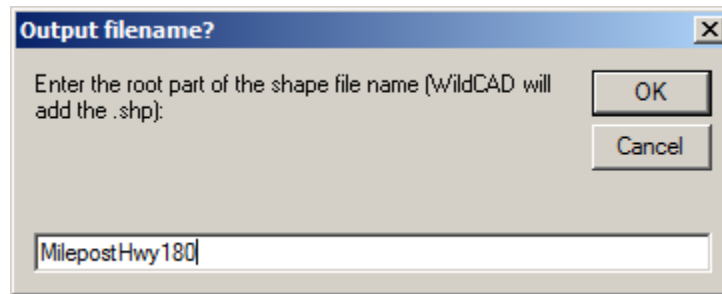 Output filename?
Enter the root part of the shape file name (WildCAD will
add the .shp):
OK
Cancel
MilepostHwy180